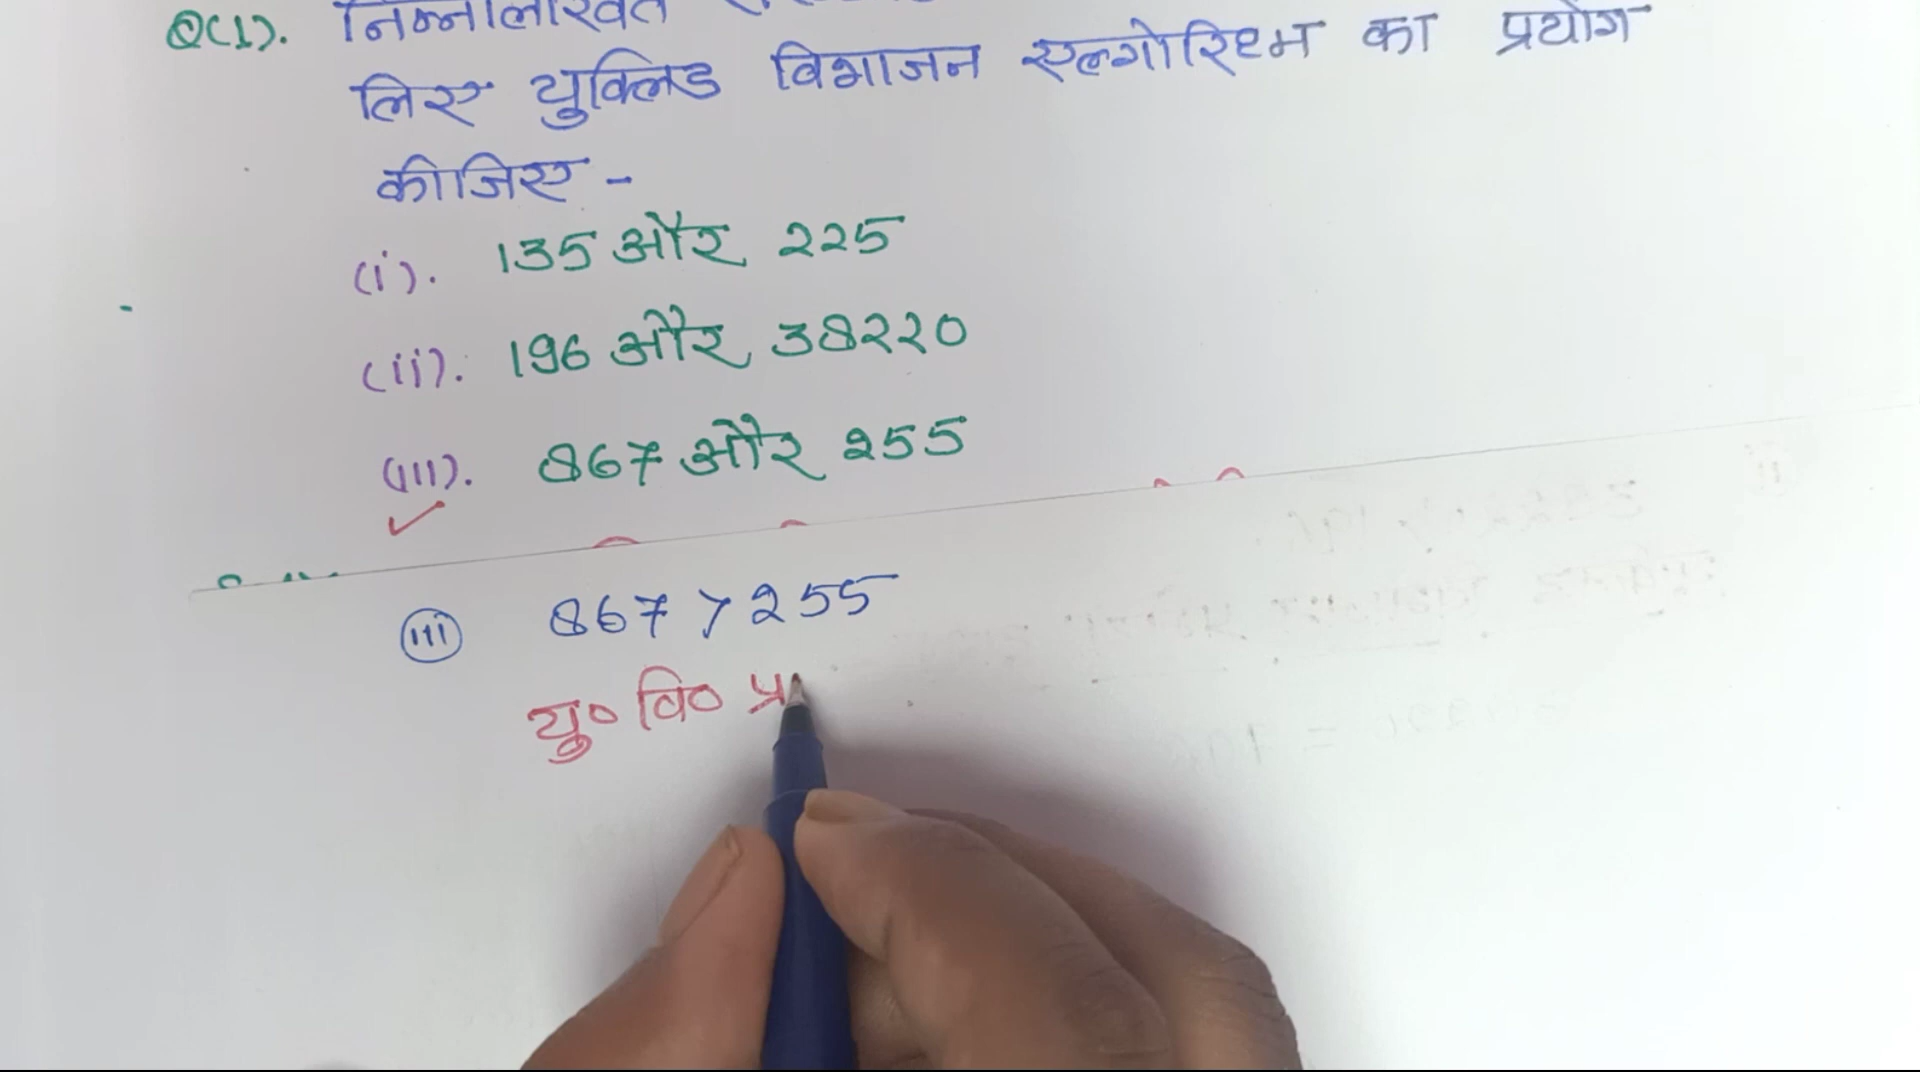 Q(1). निम्नलिखित
लिए युक्लिड विभाजन एल्गोरिथ्म का प्रयोग
कीजिए -
(i). 135 और 225
(ii). 196 और 38220
(iii). 867 और 255
(iii) 867 > 255
यु० वि० प्र